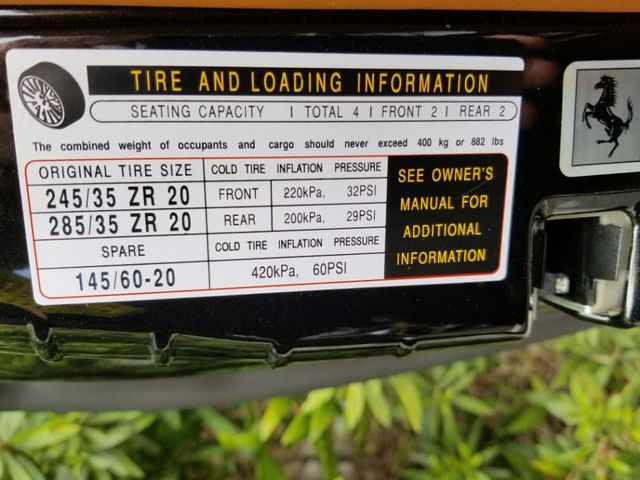 TIRE AND LOADING INFORMATION
SEATING CAPACITY | TOTAL 4 | FRONT 2 | REAR 2
The combined weight of occupants and cargo should never exceed 400 kg or 882 lbs
ORIGINAL TIRE SIZE COLD TIRE INFLATION PRESSURE
245/35 ZR 20 FRONT 220kPa, 32PSI
285/35 ZR 20 REAR 200kPa, 29PSI
SPARE COLD TIRE INFLATION PRESSURE
145/60-20 420kPa, 60PSI
SEE OWNER'S
MANUAL FOR
ADDITIONAL
INFORMATION